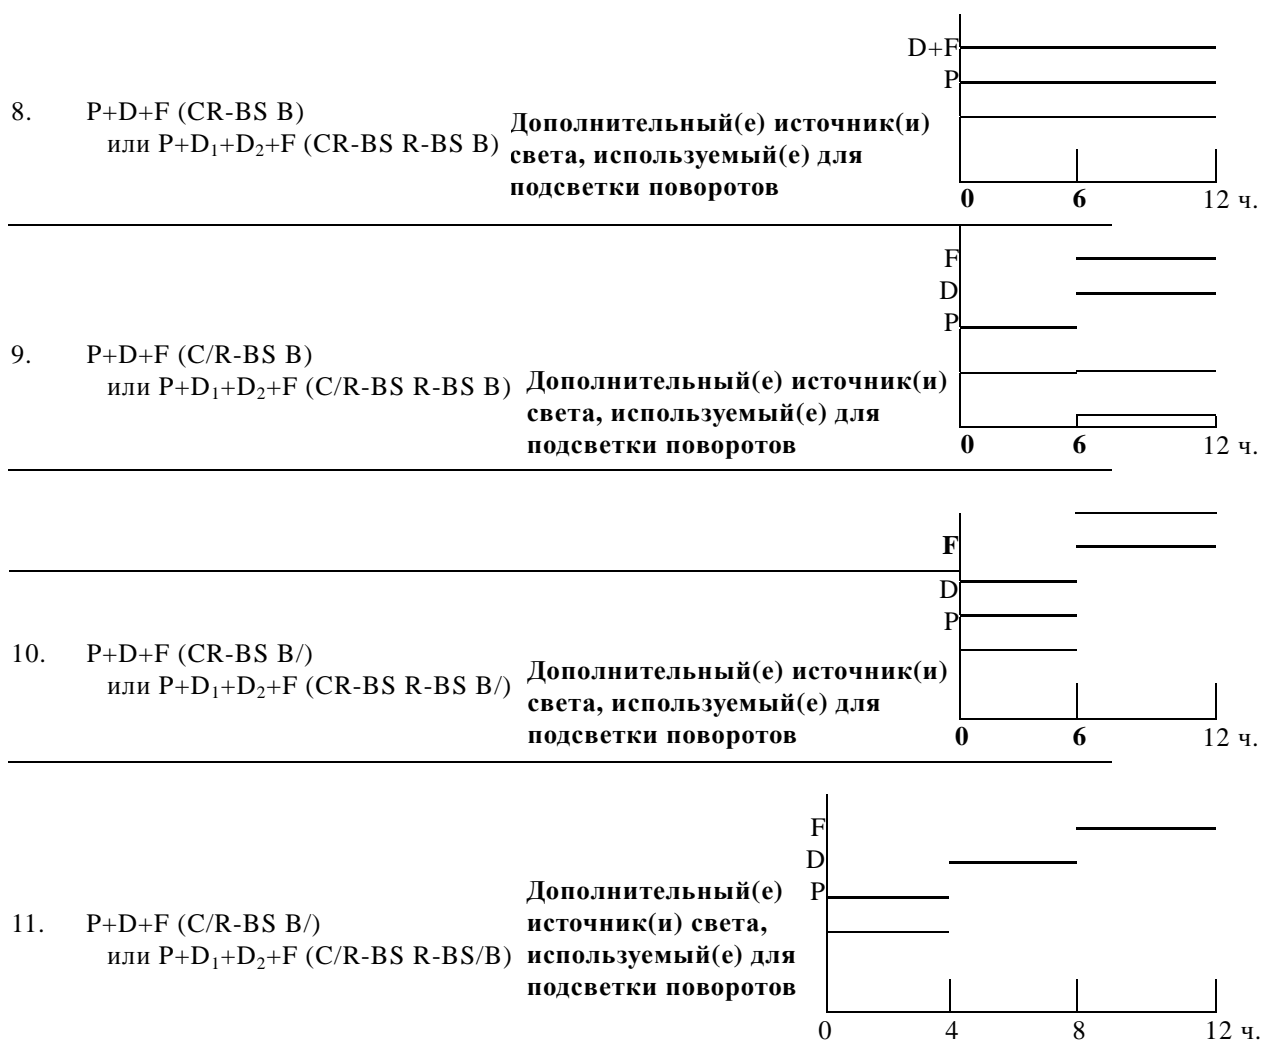 D+F
P
8. P+D+F (CR-BS B)
или P+D₁+D₂+F (CR-BS R-BS B)
Дополнительный(е) источник(и)
света, используемый(е) для
подсветки поворотов
0 6 12 ч.
F
D
P
9. P+D+F (C/R-BS B)
или P+D₁+D₂+F (C/R-BS R-BS B)
Дополнительный(е) источник(и)
света, используемый(е) для
подсветки поворотов
0 6 12 ч.
F
D
P
10. P+D+F (CR-BS B/)
или P+D₁+D₂+F (CR-BS R-BS B/)
Дополнительный(е) источник(и)
света, используемый(е) для
подсветки поворотов
0 6 12 ч.
F
D
P
11. P+D+F (C/R-BS B/)
или P+D₁+D₂+F (C/R-BS R-BS/B)
Дополнительный(е)
источник(и) света,
используемый(е) для
подсветки поворотов
0 4 8 12 ч.